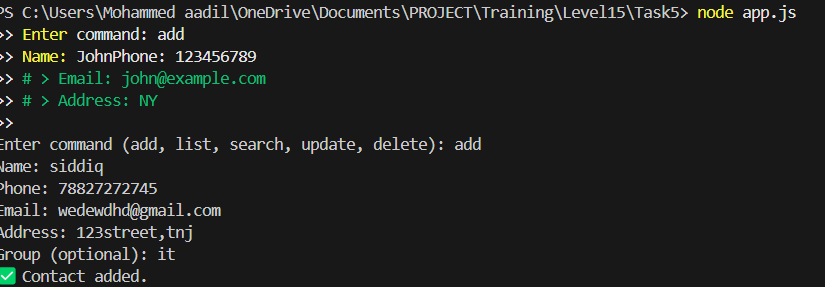 PS C:\Users\Mohammed aadil\OneDrive\Documents\PROJECT\Training\Level15\Task5> node app.js
>> Enter command: add
>> Name: JohnPhone: 123456789
>> # > Email: john@example.com
>> # > Address: NY
>>
Enter command (add, list, search, update, delete): add
Name: siddiq
Phone: 78827272745
Email: wedewdhd@gmail.com
Address: 123street,tnj
Group (optional): it
✅ Contact added.